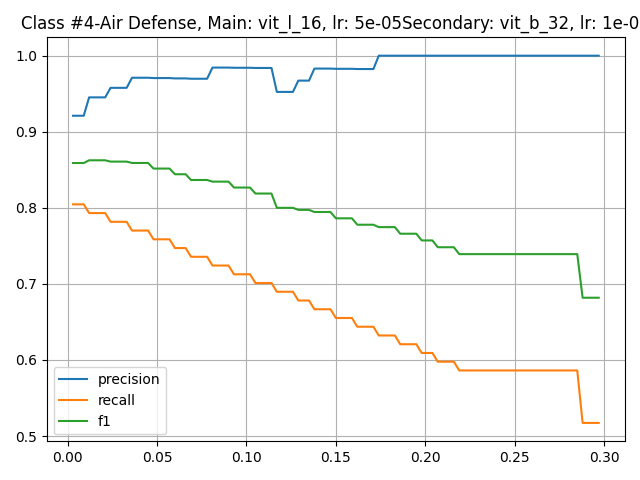 Class #4-Air Defense, Main: vit_l_16, lr: 5e-05Secondary: vit_b_32, lr: 1e-0
1.0
0.9
0.8
0.7
0.6
0.5
precision
recall
f1
0.00 0.05 0.10 0.15 0.20 0.25 0.30